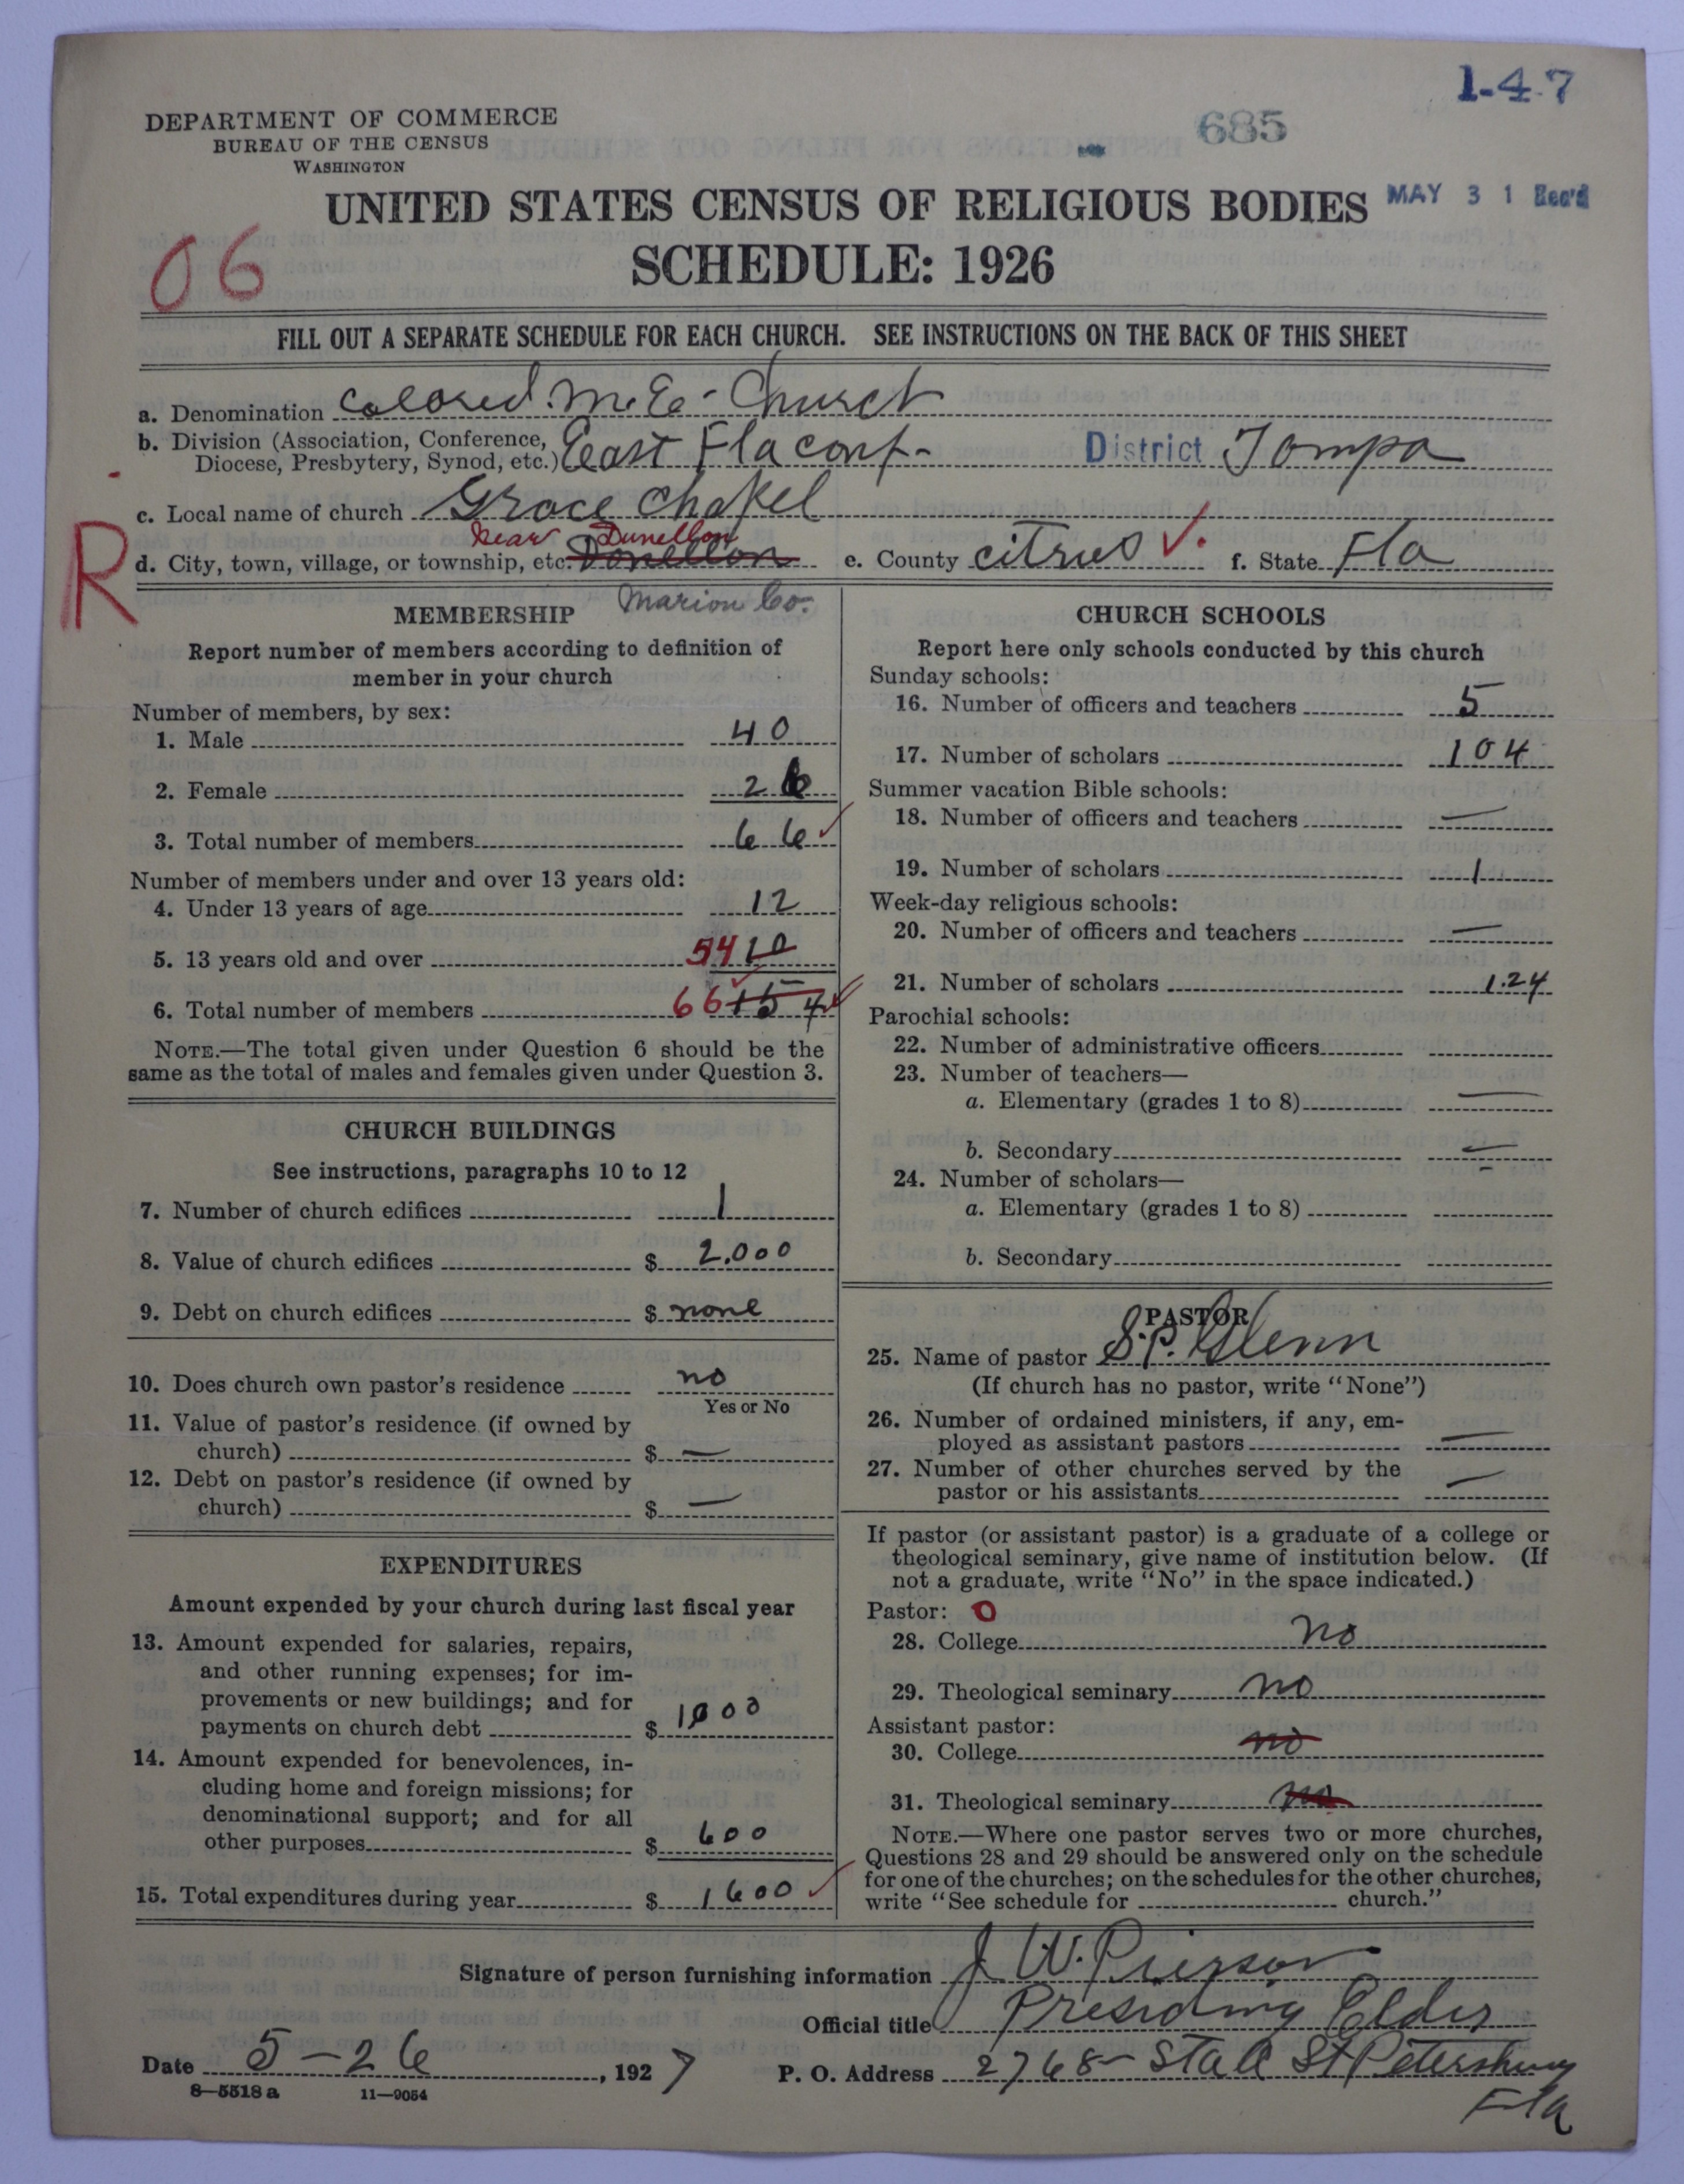 1-4-7
685
DEPARTMENT OF COMMERCE
BUREAU OF THE CENSUS
WASHINGTON
UNITED STATES CENSUS OF RELIGIOUS BODIES
MAY 31 Rec'd
SCHEDULE: 1926
06
FILL OUT A SEPARATE SCHEDULE FOR EACH CHURCH. SEE INSTRUCTIONS ON THE BACK OF THIS SHEET
a. Denomination Colored. M. E. Church
b. Division (Association, Conference,
Diocese, Presbytery, Synod, etc.) East Fla conf- District Tompa
c. Local name of church Grace Chapel
Near Dunellon
R
d. City, town, village, or township, etc. Donellon e. County citrus ✓. f. State Fla
Marion Co.
MEMBERSHIP
Report number of members according to definition of
member in your church
Number of members, by sex:
1. Male 40
2. Female 26
3. Total number of members 66 ✓
Number of members under and over 13 years old:
4. Under 13 years of age 12
5. 13 years old and over 54
6. Total number of members 66 154 ✓
NOTE.—The total given under Question 6 should be the
same as the total of males and females given under Question 3.
CHURCH BUILDINGS
See instructions, paragraphs 10 to 12
7. Number of church edifices 1
8. Value of church edifices $ 2.000
9. Debt on church edifices $ none
10. Does church own pastor's residence no
Yes or No
11. Value of pastor's residence (if owned by
church) $ —
12. Debt on pastor's residence (if owned by
church) $ —
EXPENDITURES
Amount expended by your church during last fiscal year
13. Amount expended for salaries, repairs,
and other running expenses; for im-
provements or new buildings; and for
payments on church debt $ 1000
14. Amount expended for benevolences, in-
cluding home and foreign missions; for
denominational support; and for all
other purposes $ 600
15. Total expenditures during year $ 1600 ✓
CHURCH SCHOOLS
Report here only schools conducted by this church
Sunday schools:
16. Number of officers and teachers 5
17. Number of scholars 104
Summer vacation Bible schools:
18. Number of officers and teachers —
19. Number of scholars 1
Week-day religious schools:
20. Number of officers and teachers —
21. Number of scholars 1.24
Parochial schools:
22. Number of administrative officers
23. Number of teachers—
a. Elementary (grades 1 to 8) —
b. Secondary —
24. Number of scholars—
a. Elementary (grades 1 to 8)
b. Secondary
PASTOR
25. Name of pastor S. P. Glenn
(If church has no pastor, write "None")
26. Number of ordained ministers, if any, em-
ployed as assistant pastors —
27. Number of other churches served by the
pastor or his assistants —
If pastor (or assistant pastor) is a graduate of a college or
theological seminary, give name of institution below. (If
not a graduate, write "No" in the space indicated.)
Pastor: 0
28. College no
29. Theological seminary no
Assistant pastor:
30. College no
31. Theological seminary no
NOTE.—Where one pastor serves two or more churches,
Questions 28 and 29 should be answered only on the schedule
for one of the churches; on the schedules for the other churches,
write "See schedule for church."
Signature of person furnishing information J. W. Pierson
Official title Presiding Elder
Date 5-26, 1927 P. O. Address 2768- Stale St Petersburg
Fla
8—5518 a 11—9054